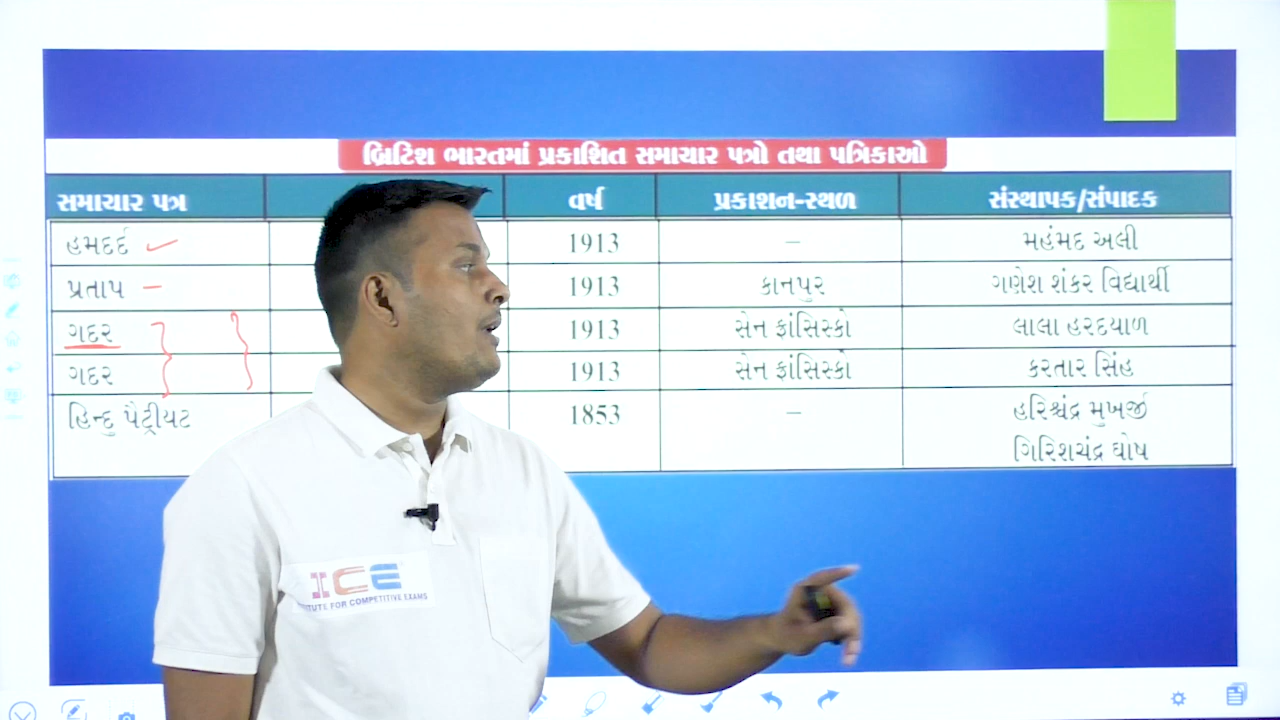 બ્રિટિશ ભારતમાં પ્રકાશિત સમાચાર પત્રો તથા પત્રિકાઓ
સમાચાર પત્ર વર્ષ પ્રકાશન-સ્થળ સંસ્થાપક/સંપાદક
હમદર્દ 1913 – મહંમદ અલી
પ્રતાપ 1913 કાનપુર ગણેશ શંકર વિદ્યાર્થી
ગદર 1913 સેન ફ્રાંસિસ્કો લાલા હરદયાળ
ગદર 1913 સેન ફ્રાંસિસ્કો કરતાર સિંહ
હિન્દુ પૈટ્રીયટ 1853 – હરિશ્ચંદ્ર મુખર્જી
ગિરિશચંદ્ર ઘોષ
ICE
FOR COMPETITIVE EXAMS